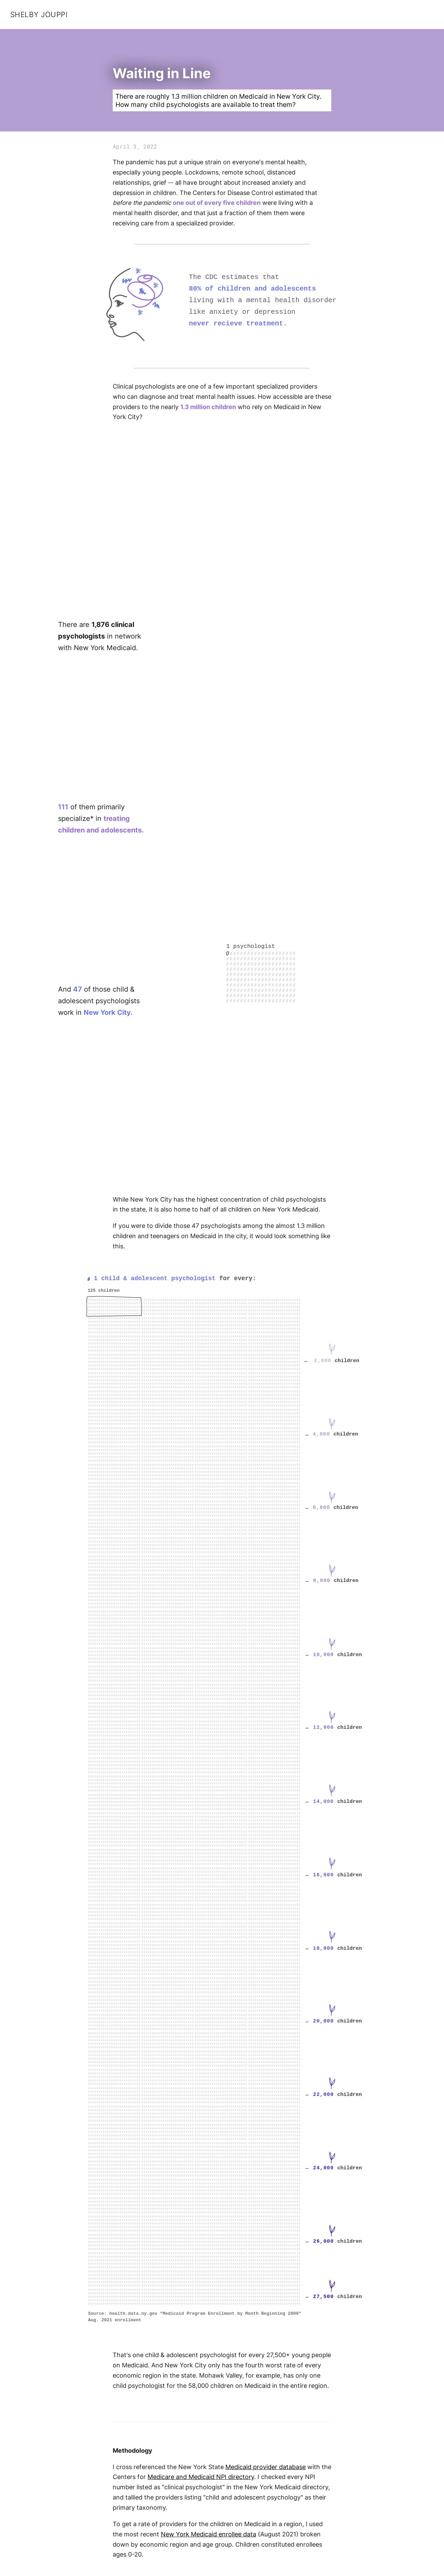 SHELBY JOUPPI
Waiting in Line
There are roughly 1.3 million children on Medicaid in New York City.
How many child psychologists are available to treat them?
April 3, 2022
The pandemic has put a unique strain on everyone's mental health,
especially young people. Lockdowns, remote school, distanced
relationships, grief -- all have brought about increased anxiety and
depression in children. The Centers for Disease Control estimated that
before the pandemic one out of every five children were living with a
mental health disorder, and that just a fraction of them them were
receiving care from a specialized provider.
The CDC estimates that
80% of children and adolescents
living with a mental health disorder
like anxiety or depression
never recieve treatment.
Clinical psychologists are one of a few important specialized providers
who can diagnose and treat mental health issues. How accessible are these
providers to the nearly 1.3 million children who rely on Medicaid in New
York City?
There are 1,876 clinical
psychologists in network
with New York Medicaid.
111 of them primarily
specialize* in treating
children and adolescents.
1 psychologist
And 47 of those child &
adolescent psychologists
work in New York City.
While New York City has the highest concentration of child psychologists
in the state, it is also home to half of all children on New York Medicaid.
If you were to divide those 47 psychologists among the almost 1.3 million
children and teenagers on Medicaid in the city, it would look something like
this.
1 child & adolescent psychologist for every:
125 children
… 2,000 children
… 4,000 children
… 6,000 children
… 8,000 children
… 10,000 children
… 12,000 children
… 14,000 children
… 16,000 children
… 18,000 children
… 20,000 children
… 22,000 children
… 24,000 children
… 26,000 children
… 27,500 children
Source: health.data.ny.gov "Medicaid Program Enrollment by Month Beginning 2009"
Aug. 2021 enrollment
That's one child & adolescent psychologist for every 27,500+ young people
on Medicaid. And New York City only has the fourth worst rate of every
economic region in the state. Mohawk Valley, for example, has only one
child psychologist for the 58,000 children on Medicaid in the entire region.
Methodology
I cross referenced the New York State Medicaid provider database with the
Centers for Medicare and Medicaid NPI directory. I checked every NPI
number listed as "clinical psychologist" in the New York Medicaid directory,
and tallied the providers listing "child and adolescent psychology" as their
primary taxonomy.
To get a rate of providers for the children on Medicaid in a region, I used
the most recent New York Medicaid enrollee data (August 2021) broken
down by economic region and age group. Children constituted enrollees
ages 0-20.